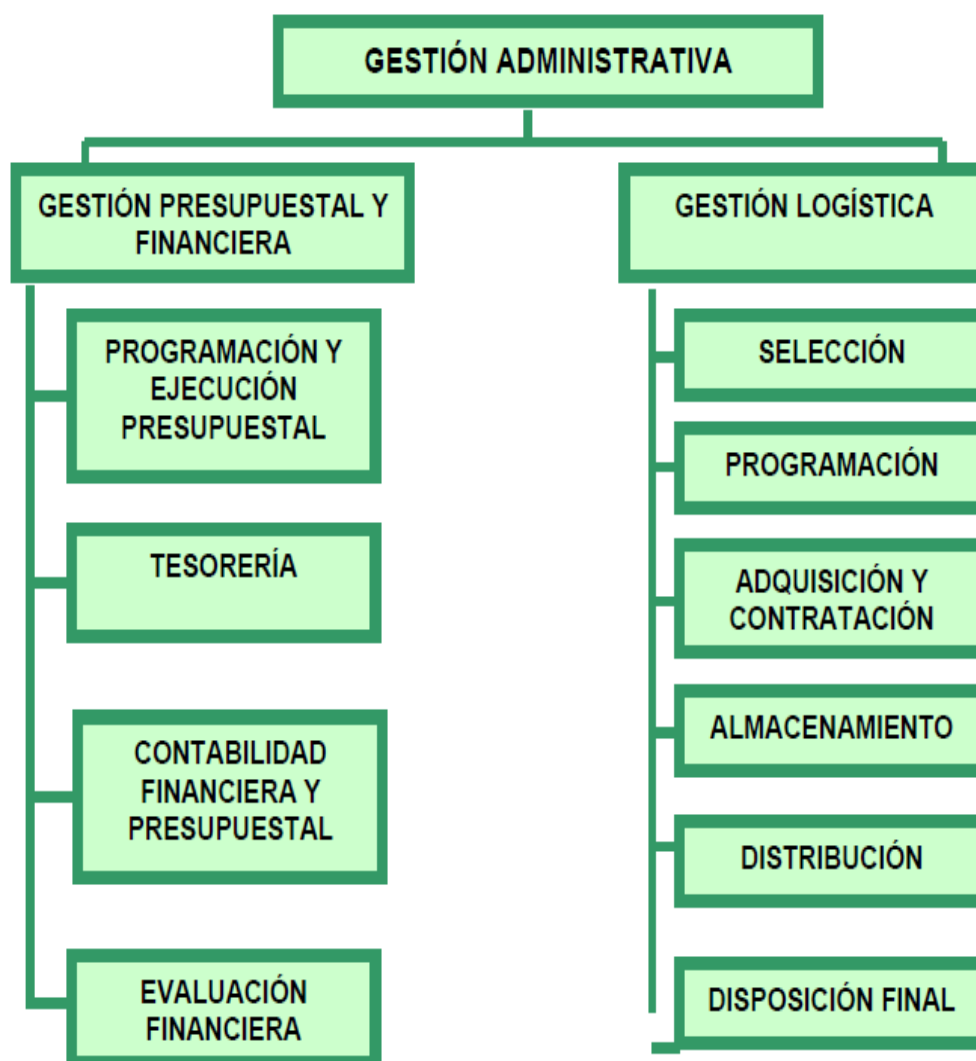 GESTIÓN ADMINISTRATIVA
GESTIÓN PRESUPUESTAL Y
FINANCIERA
PROGRAMACIÓN Y
EJECUCIÓN
PRESUPUESTAL
TESORERÍA
CONTABILIDAD
FINANCIERA Y
PRESUPUESTAL
EVALUACIÓN
FINANCIERA
GESTIÓN LOGÍSTICA
SELECCIÓN
PROGRAMACIÓN
ADQUISICIÓN Y
CONTRATACIÓN
ALMACENAMIENTO
DISTRIBUCIÓN
DISPOSICIÓN FINAL